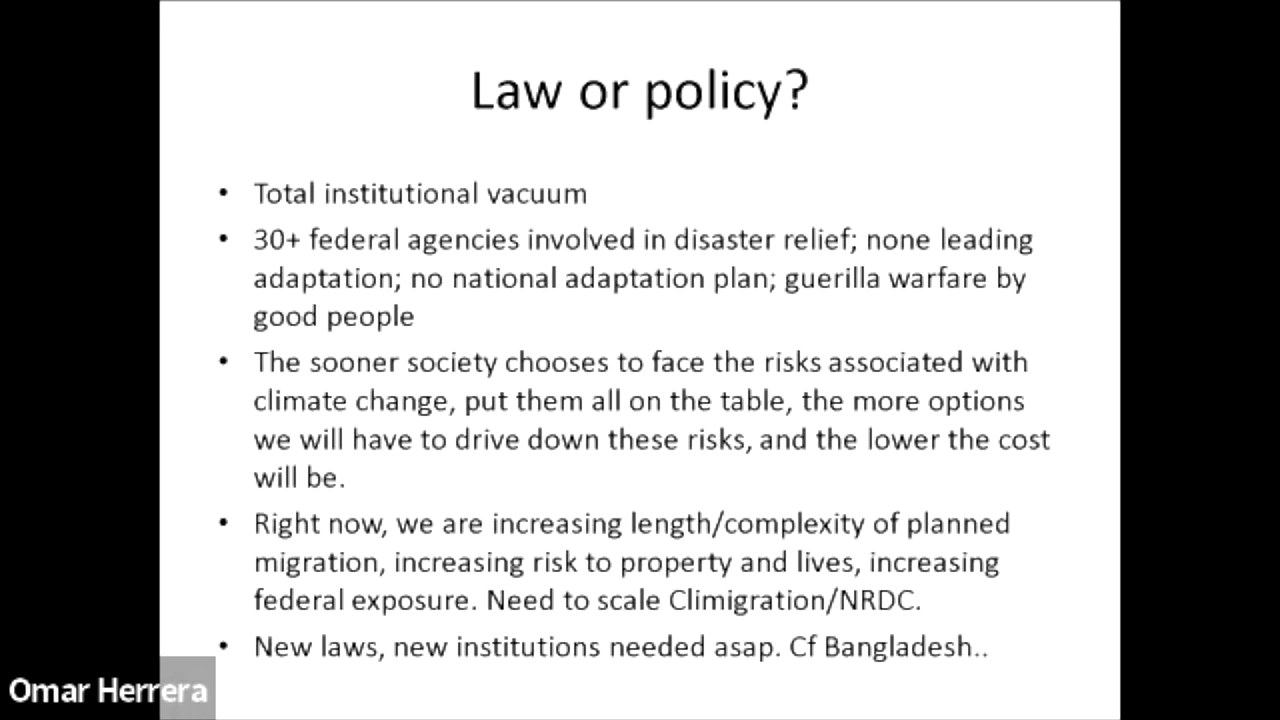 Law or policy?
• Total institutional vacuum
• 30+ federal agencies involved in disaster relief; none leading
adaptation; no national adaptation plan; guerilla warfare by
good people
• The sooner society chooses to face the risks associated with
climate change, put them all on the table, the more options
we will have to drive down these risks, and the lower the cost
will be.
• Right now, we are increasing length/complexity of planned
migration, increasing risk to property and lives, increasing
federal exposure. Need to scale Climigration/NRDC.
• New laws, new institutions needed asap. Cf Bangladesh..
Omar Herrera